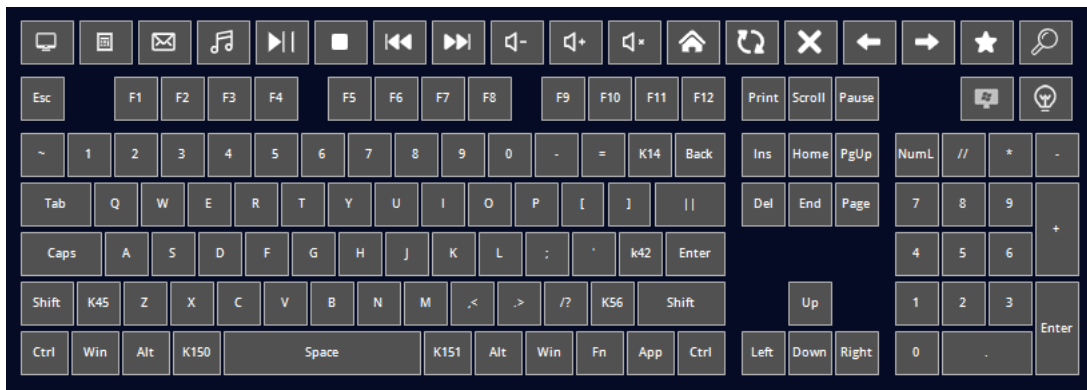 Esc F1 F2 F3 F4 F5 F6 F7 F8 F9 F10 F11 F12 Print Scroll Pause
~ 1 2 3 4 5 6 7 8 9 0 - = K14 Back Ins Home PgUp NumL // * -
Tab Q W E R T Y U I O P [ ] || Del End Page 7 8 9 +
Caps A S D F G H J K L ; ' k42 Enter 4 5 6
Shift K45 Z X C V B N M ,< .> /? K56 Shift Up 1 2 3 Enter
Ctrl Win Alt K150 Space K151 Alt Win Fn App Ctrl Left Down Right 0 .